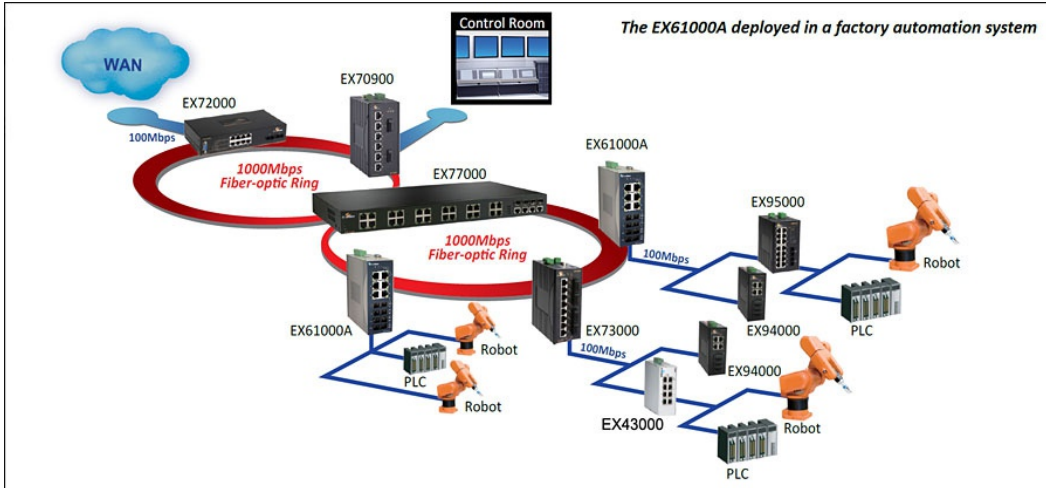 The EX61000A deployed in a factory automation system
Control Room
WAN
EX70900
EX72000
100Mbps
1000Mbps
Fiber-optic Ring
EX77000
EX61000A
EX95000
1000Mbps
Fiber-optic Ring
100Mbps
Robot
EX94000
PLC
EX61000A
EX73000
100Mbps
Robot
PLC
EX94000
Robot
EX43000
Robot
PLC